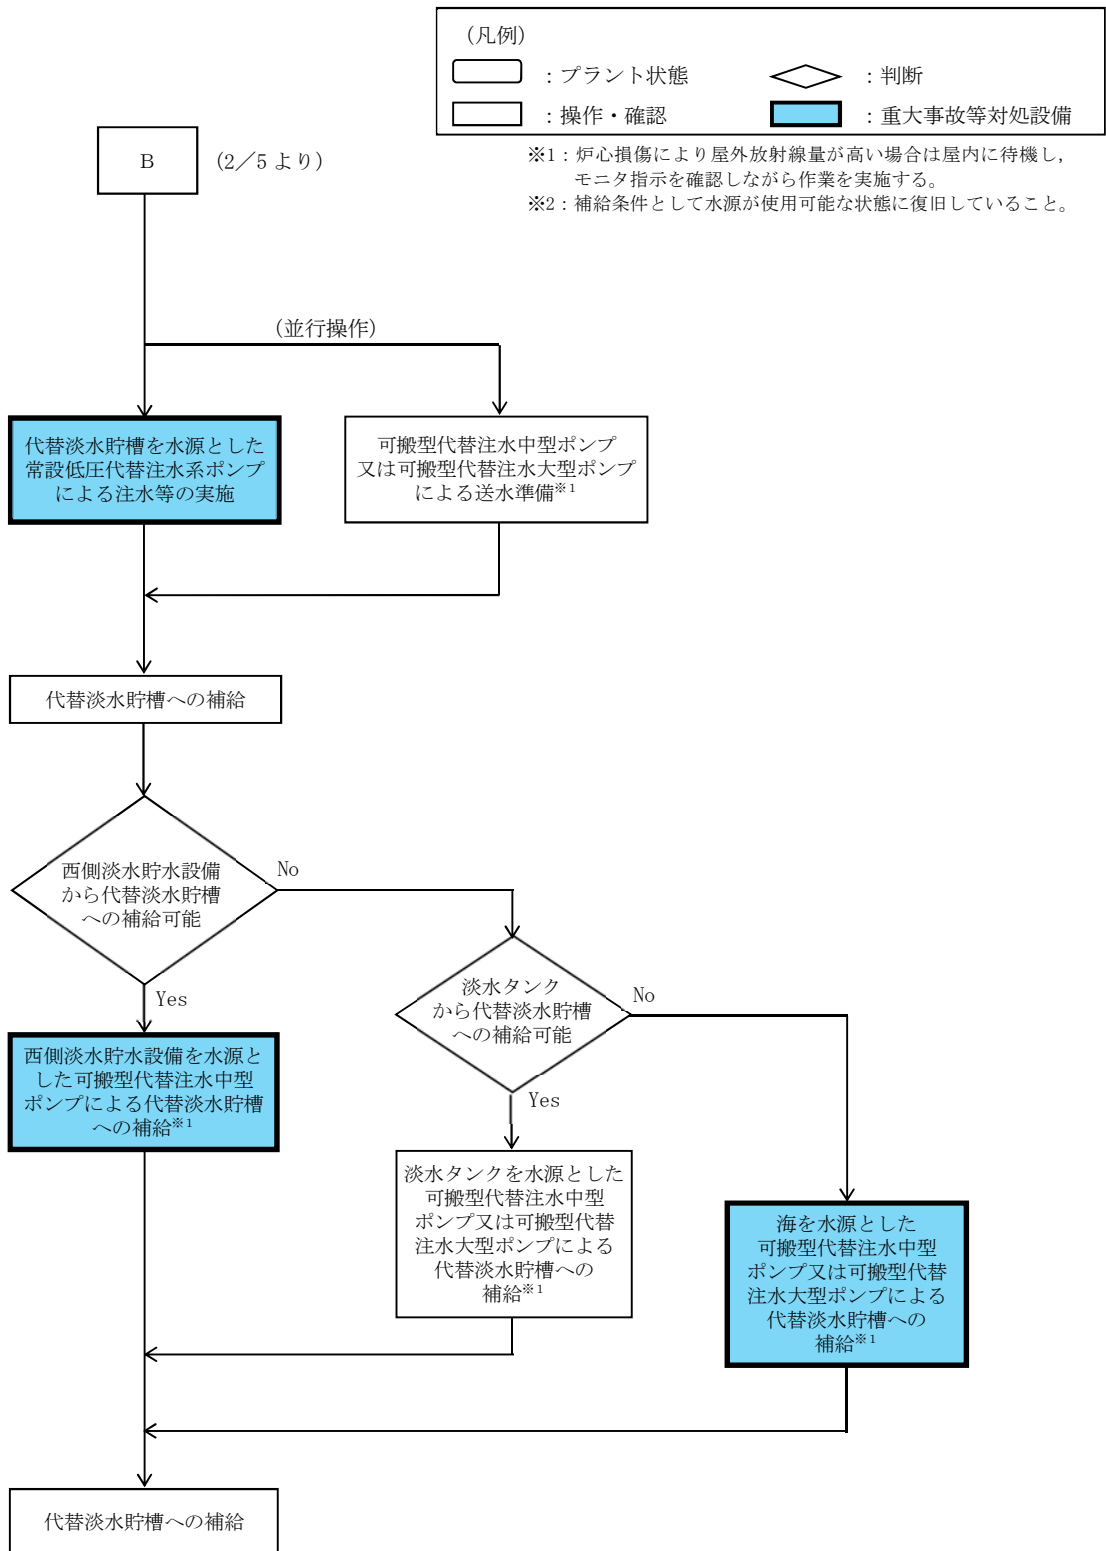 (凡例)
：プラント状態
：判断
：操作・確認
：重大事故等対処設備
※1：炉心損傷により屋外放射線量が高い場合は屋内に待機し，
モニタ指示を確認しながら作業を実施する。
※2：補給条件として水源が使用可能な状態に復旧していること。
B
(2／5 より)
(並行操作)
代替淡水貯槽を水源とした
常設低圧代替注水系ポンプ
による注水等の実施
可搬型代替注水中型ポンプ
又は可搬型代替注水大型ポンプ
による送水準備※1
代替淡水貯槽への補給
西側淡水貯水設備
から代替淡水貯槽
への補給可能
No
Yes
淡水タンク
から代替淡水貯槽
への補給可能
No
Yes
西側淡水貯水設備を水源と
した可搬型代替注水中型
ポンプによる代替淡水貯槽
への補給※1
淡水タンクを水源とした
可搬型代替注水中型
ポンプ又は可搬型代替
注水大型ポンプによる
代替淡水貯槽への
補給※1
海を水源とした
可搬型代替注水中型
ポンプ又は可搬型代替
注水大型ポンプによる
代替淡水貯槽への
補給※1
代替淡水貯槽への補給